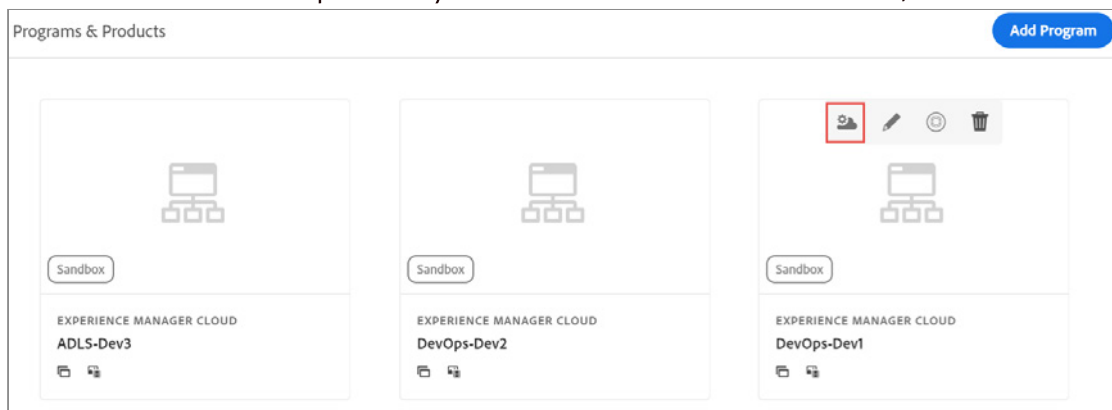 Programs & Products
Add Program
Sandbox
Sandbox
Sandbox
EXPERIENCE MANAGER CLOUD
ADLS-Dev3
EXPERIENCE MANAGER CLOUD
DevOps-Dev2
EXPERIENCE MANAGER CLOUD
DevOps-Dev1